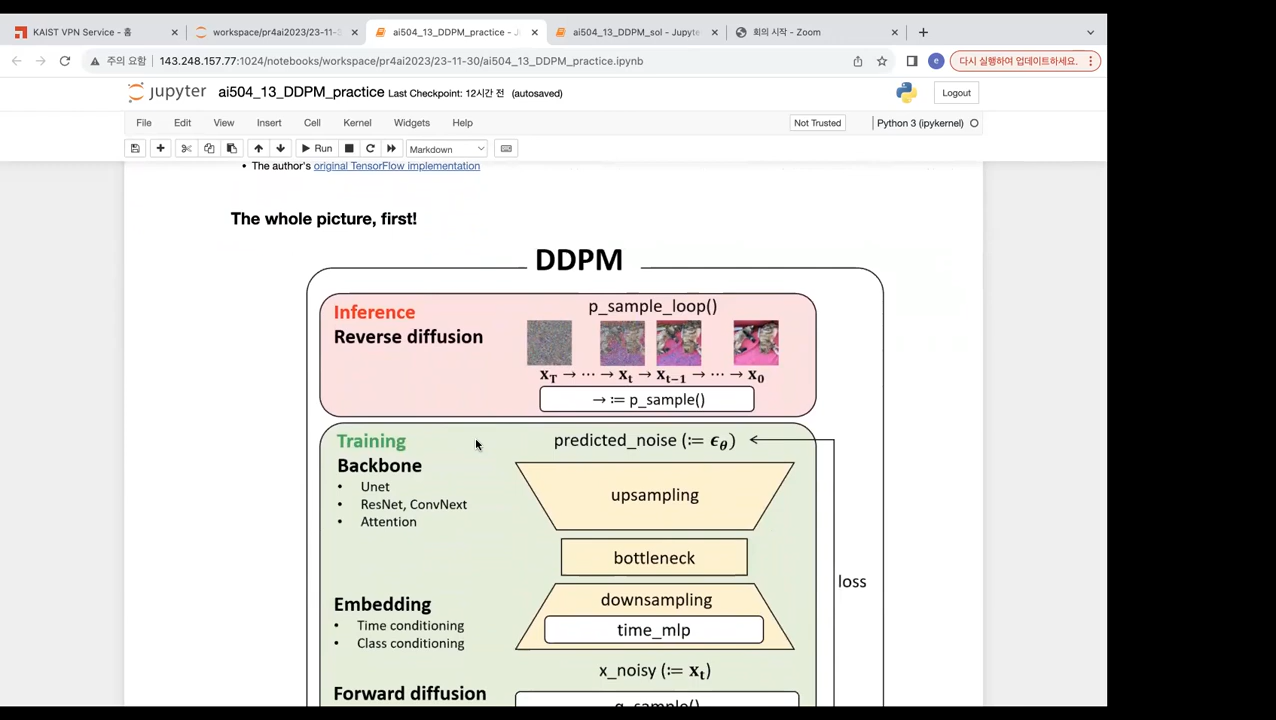 KAIST VPN Service - 홈
workspace/pr4ai2023/23-11-3
ai504_13_DDPM_practice - J
ai504_13_DDPM_sol - Jupyte
회의 시작 - Zoom
주의 요함
143.248.157.77:1024/notebooks/workspace/pr4ai2023/23-11-30/ai504_13_DDPM_practice.ipynb
e
다시 실행하여 업데이트하세요.
jupyter ai504_13_DDPM_practice Last Checkpoint: 12시간 전 (autosaved)
Logout
File Edit View Insert Cell Kernel Widgets Help
Not Trusted
Python 3 (ipykernel)
Run
Markdown
• The author's original TensorFlow implementation
The whole picture, first!
DDPM
Inference
Reverse diffusion
p_sample_loop()
x_T → ⋯ → x_t → x_{t−1} → ⋯ → x_0
→ := p_sample()
Training
predicted_noise (:= ϵ_θ)
Backbone
• Unet
• ResNet, ConvNext
• Attention
upsampling
bottleneck
loss
Embedding
• Time conditioning
• Class conditioning
downsampling
time_mlp
x_noisy (:= x_t)
Forward diffusion